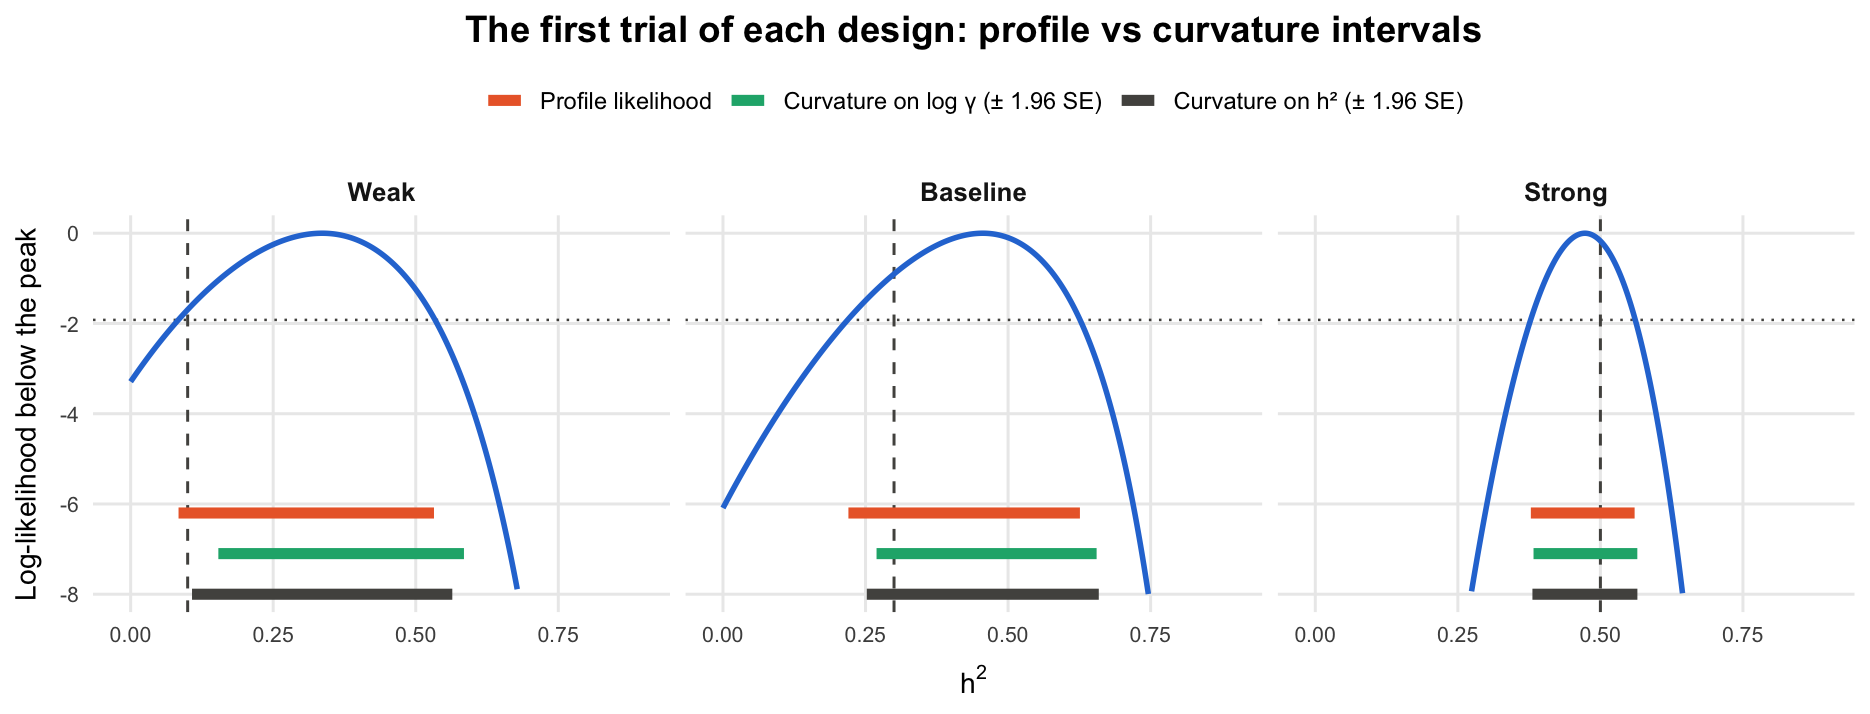 The first trial of each design: profile vs curvature intervals
Profile likelihood Curvature on log γ (± 1.96 SE) Curvature on h² (± 1.96 SE)
Weak Baseline Strong
Log-likelihood below the peak
0
-2
-4
-6
-8
0.00 0.25 0.50 0.75 0.00 0.25 0.50 0.75 0.00 0.25 0.50 0.75
h²